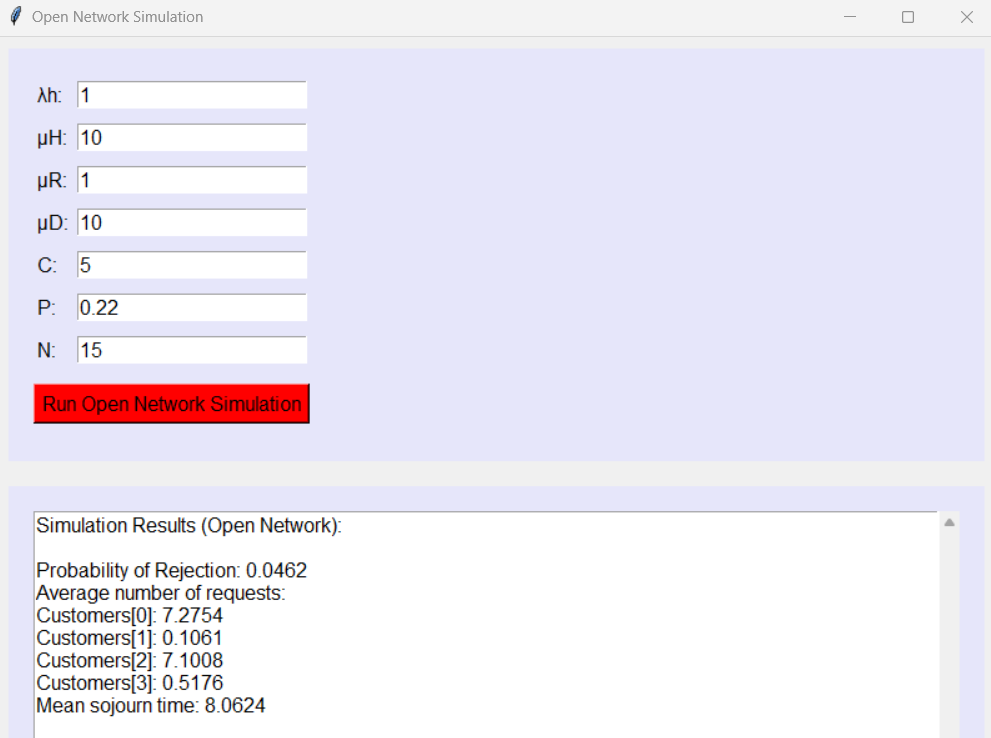 Open Network Simulation
λh: 1
μH: 10
μR: 1
μD: 10
C: 5
P: 0.22
N: 15
Run Open Network Simulation
Simulation Results (Open Network):
Probability of Rejection: 0.0462
Average number of requests:
Customers[0]: 7.2754
Customers[1]: 0.1061
Customers[2]: 7.1008
Customers[3]: 0.5176
Mean sojourn time: 8.0624